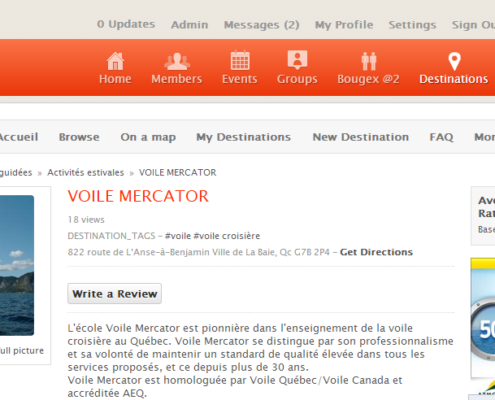 0 Updates Admin Messages (2) My Profile Settings Sign Ou
Home Members Events Groups Bougex @2 Destinations
Accueil Browse On a map My Destinations New Destination FAQ Mor
guidées » Activités estivales » VOILE MERCATOR
VOILE MERCATOR
18 views
DESTINATION_TAGS – #voile #voile croisière
822 route de L'Anse-à-Benjamin Ville de La Baie, Qc G7B 2P4 – Get Directions
Write a Review
L'école Voile Mercator est pionnière dans l'enseignement de la voile
croisière au Québec. Voile Mercator se distingue par son professionnalisme
et sa volonté de maintenir un standard de qualité élevée dans tous les
services proposés, et ce depuis plus de 30 ans.
Voile Mercator est homologuée par Voile Québec/Voile Canada et
accréditée AEQ.
ull picture
Ave
Rat
Base
50